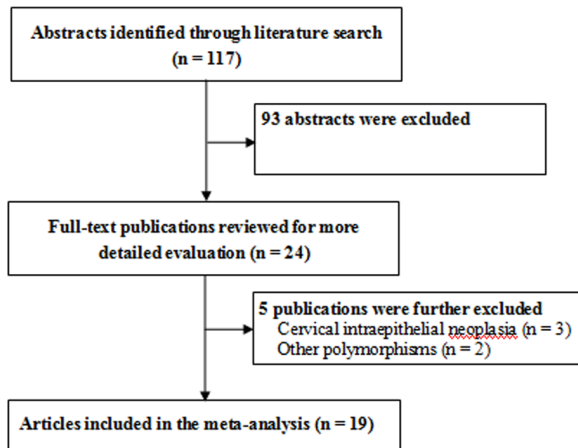 Abstracts identified through literature search
(n = 117)
93 abstracts were excluded
Full-text publications reviewed for more
detailed evaluation (n = 24)
5 publications were further excluded
Cervical intraepithelial neoplasia (n = 3)
Other polymorphisms (n = 2)
Articles included in the meta-analysis (n = 19)